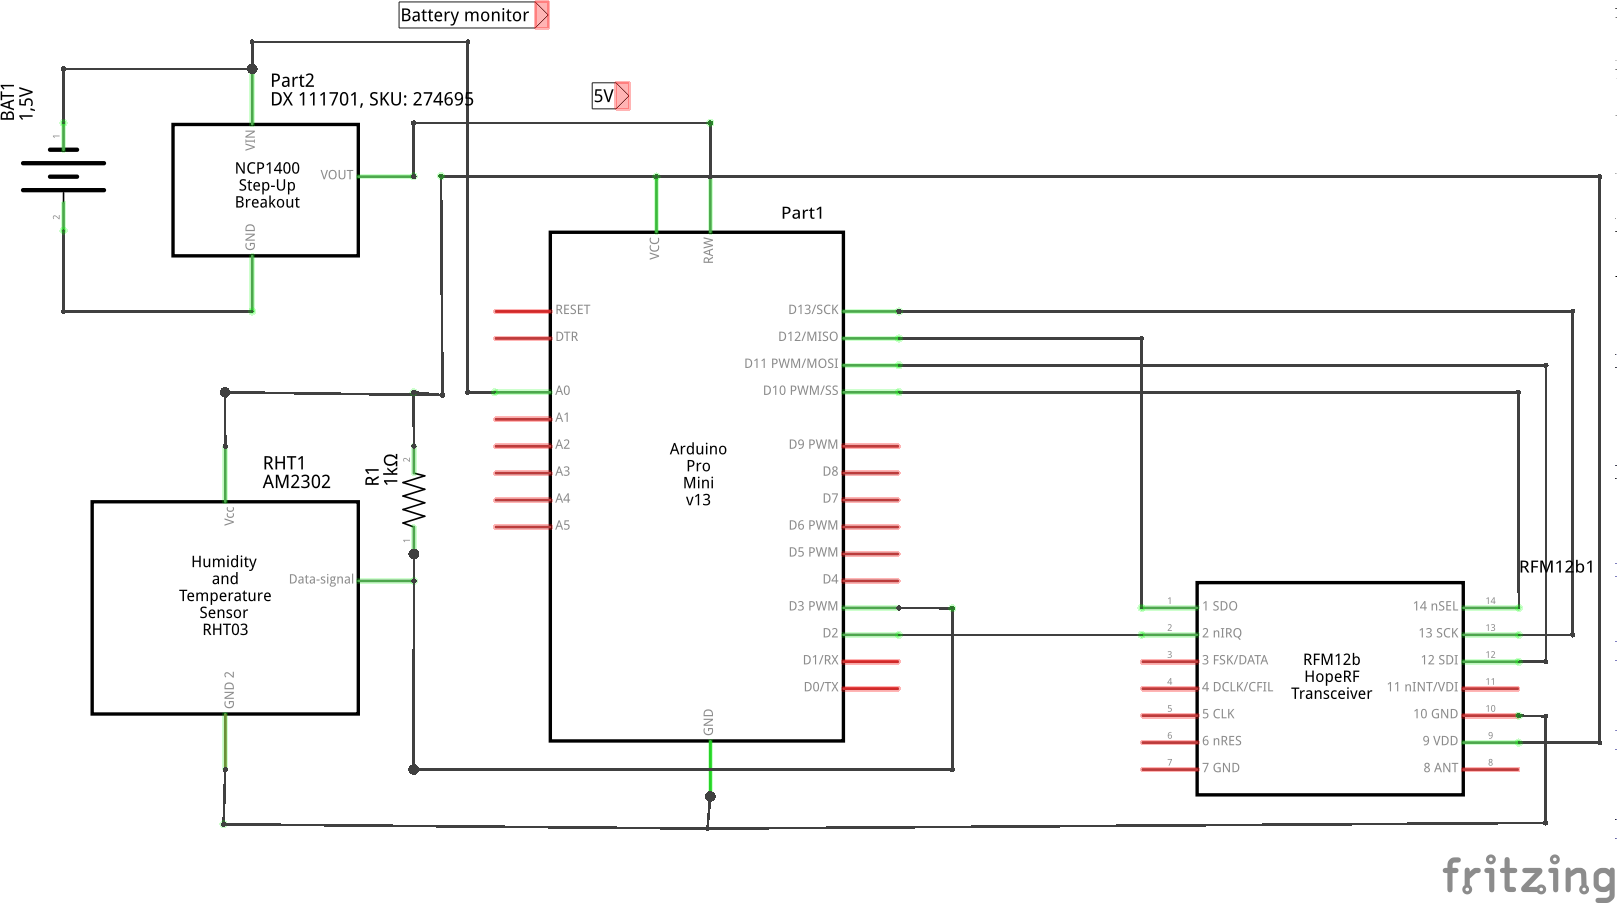 Battery monitor
BAT1
1,5V
Part2
DX 111701, SKU: 274695
5V
1
2
VIN
NCP1400
Step-Up
Breakout
VOUT
GND
Part1
VCC
RAW
RESET
DTR
A0
A1
A2
A3
A4
A5
Arduino
Pro
Mini
v13
D13/SCK
D12/MISO
D11 PWM/MOSI
D10 PWM/SS
D9 PWM
D8
D7
D6 PWM
D5 PWM
D4
D3 PWM
D2
D1/RX
D0/TX
GND
RHT1
AM2302
R1
1kΩ
2
1
Vcc
Humidity
and
Temperature
Sensor
RHT03
Data-signal
GND 2
RFM12b1
1
2
3
4
5
6
7
1 SDO
2 nIRQ
3 FSK/DATA
4 DCLK/CFIL
5 CLK
6 nRES
7 GND
RFM12b
HopeRF
Transceiver
14 nSEL
13 SCK
12 SDI
11 nINT/VDI
10 GND
9 VDD
8 ANT
14
13
12
11
10
9
8
fritzing